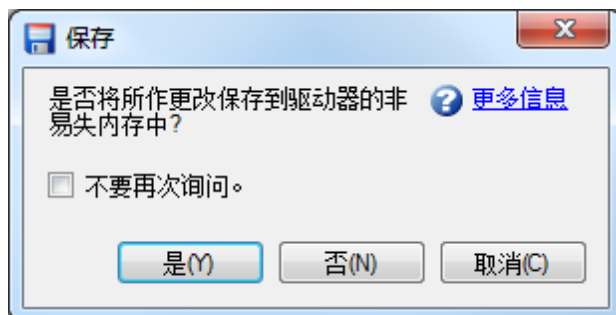 保存
是否将所作更改保存到驱动器的非
易失内存中?
更多信息
不要再次询问。
是(Y)
否(N)
取消(C)